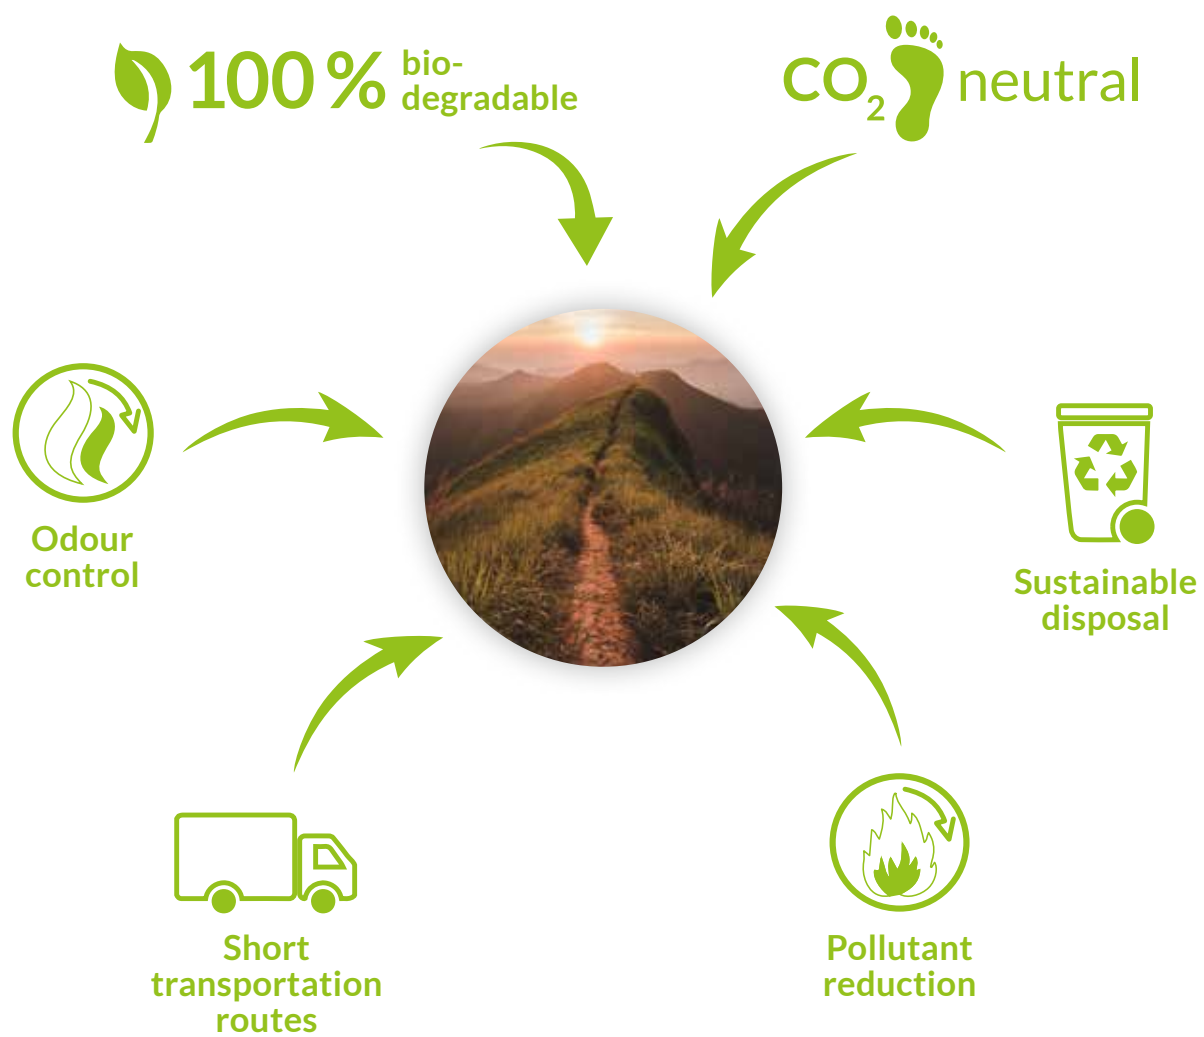 100 % bio-
degradable
CO₂ neutral
Odour
control
Sustainable
disposal
Short
transportation
routes
Pollutant
reduction